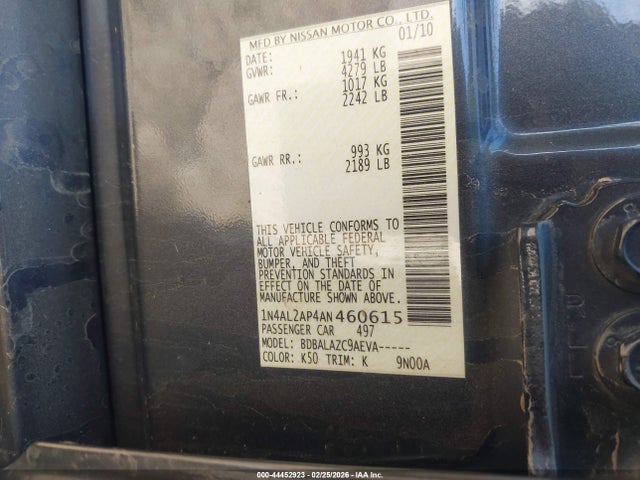 MFD BY NISSAN MOTOR CO., LTD.
DATE: 01/10
GVWR: 1941 KG
4279 LB
GAWR FR.: 1017 KG
2242 LB
GAWR RR.: 993 KG
2189 LB
THIS VEHICLE CONFORMS TO
ALL APPLICABLE FEDERAL
MOTOR VEHICLE SAFETY,
BUMPER, AND THEFT
PREVENTION STANDARDS IN
EFFECT ON THE DATE OF
MANUFACTURE SHOWN ABOVE.
1N4AL2AP4AN460615
PASSENGER CAR 497
MODEL: BDBALAZC9AEVA-----
COLOR: K50 TRIM: K 9N00A
000-44452923 - 02/25/2026 - IAA Inc.